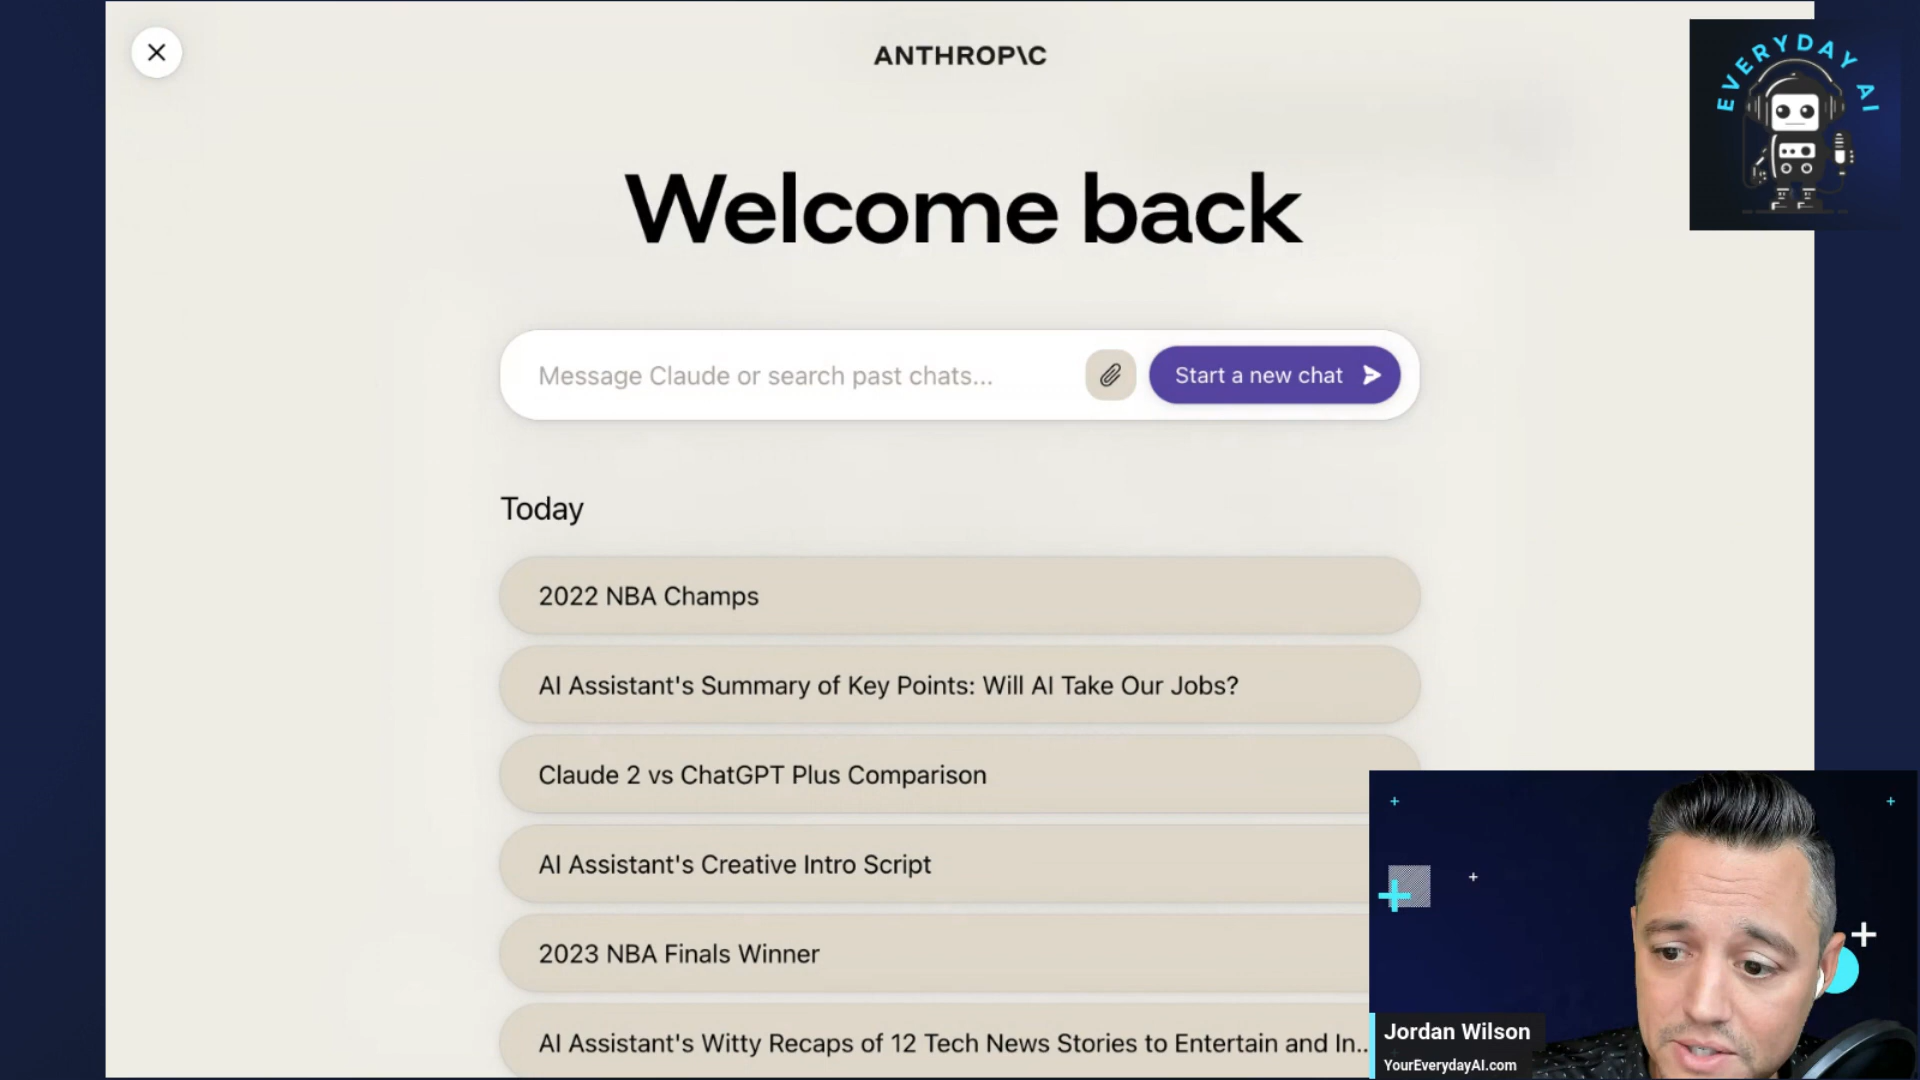 ANTHROP\C
EVERYDAY AI
Welcome back
Message Claude or search past chats...
Start a new chat
Today
2022 NBA Champs
AI Assistant's Summary of Key Points: Will AI Take Our Jobs?
Claude 2 vs ChatGPT Plus Comparison
AI Assistant's Creative Intro Script
2023 NBA Finals Winner
AI Assistant's Witty Recaps of 12 Tech News Stories to Entertain and In...
Jordan Wilson
YourEverydayAI.com